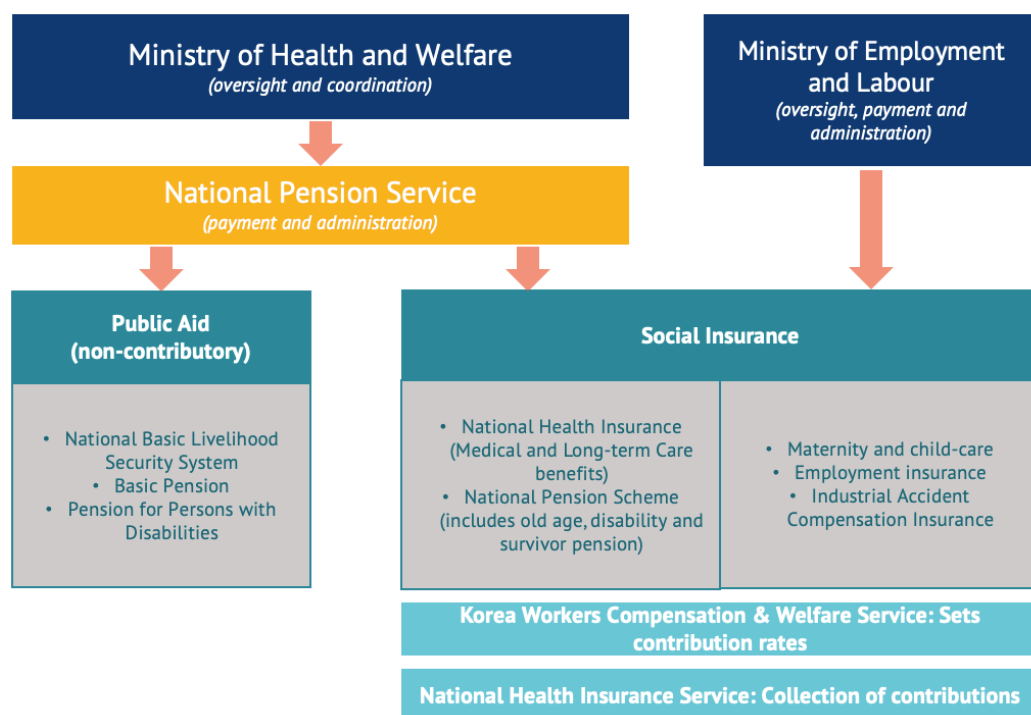 Ministry of Health and Welfare
(oversight and coordination)
Ministry of Employment
and Labour
(oversight, payment and
administration)
National Pension Service
(payment and administration)
Public Aid
(non-contributory)
Social Insurance
• National Basic Livelihood
Security System
• Basic Pension
• Pension for Persons with
Disabilities
• National Health Insurance
(Medical and Long-term Care
benefits)
• National Pension Scheme
(includes old age, disability and
survivor pension)
• Maternity and child-care
• Employment insurance
• Industrial Accident
Compensation Insurance
Korea Workers Compensation & Welfare Service: Sets
contribution rates
National Health Insurance Service: Collection of contributions